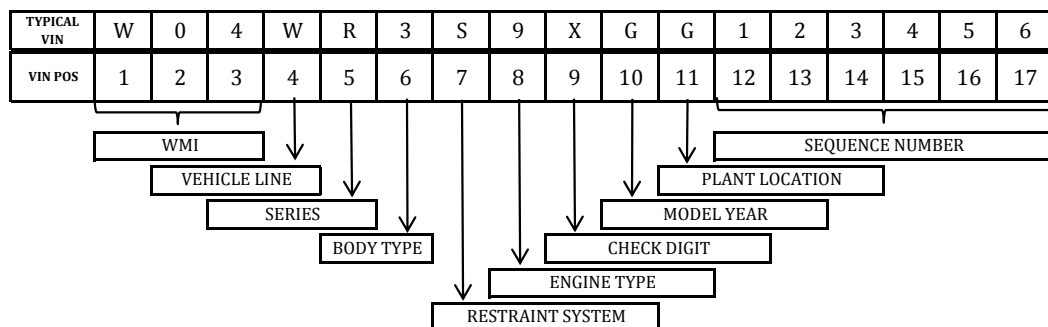 TYPICAL VIN W 0 4 W R 3 S 9 X G G 1 2 3 4 5 6
VIN POS 1 2 3 4 5 6 7 8 9 10 11 12 13 14 15 16 17
WMI SEQUENCE NUMBER
VEHICLE LINE PLANT LOCATION
SERIES MODEL YEAR
BODY TYPE CHECK DIGIT
ENGINE TYPE
RESTRAINT SYSTEM